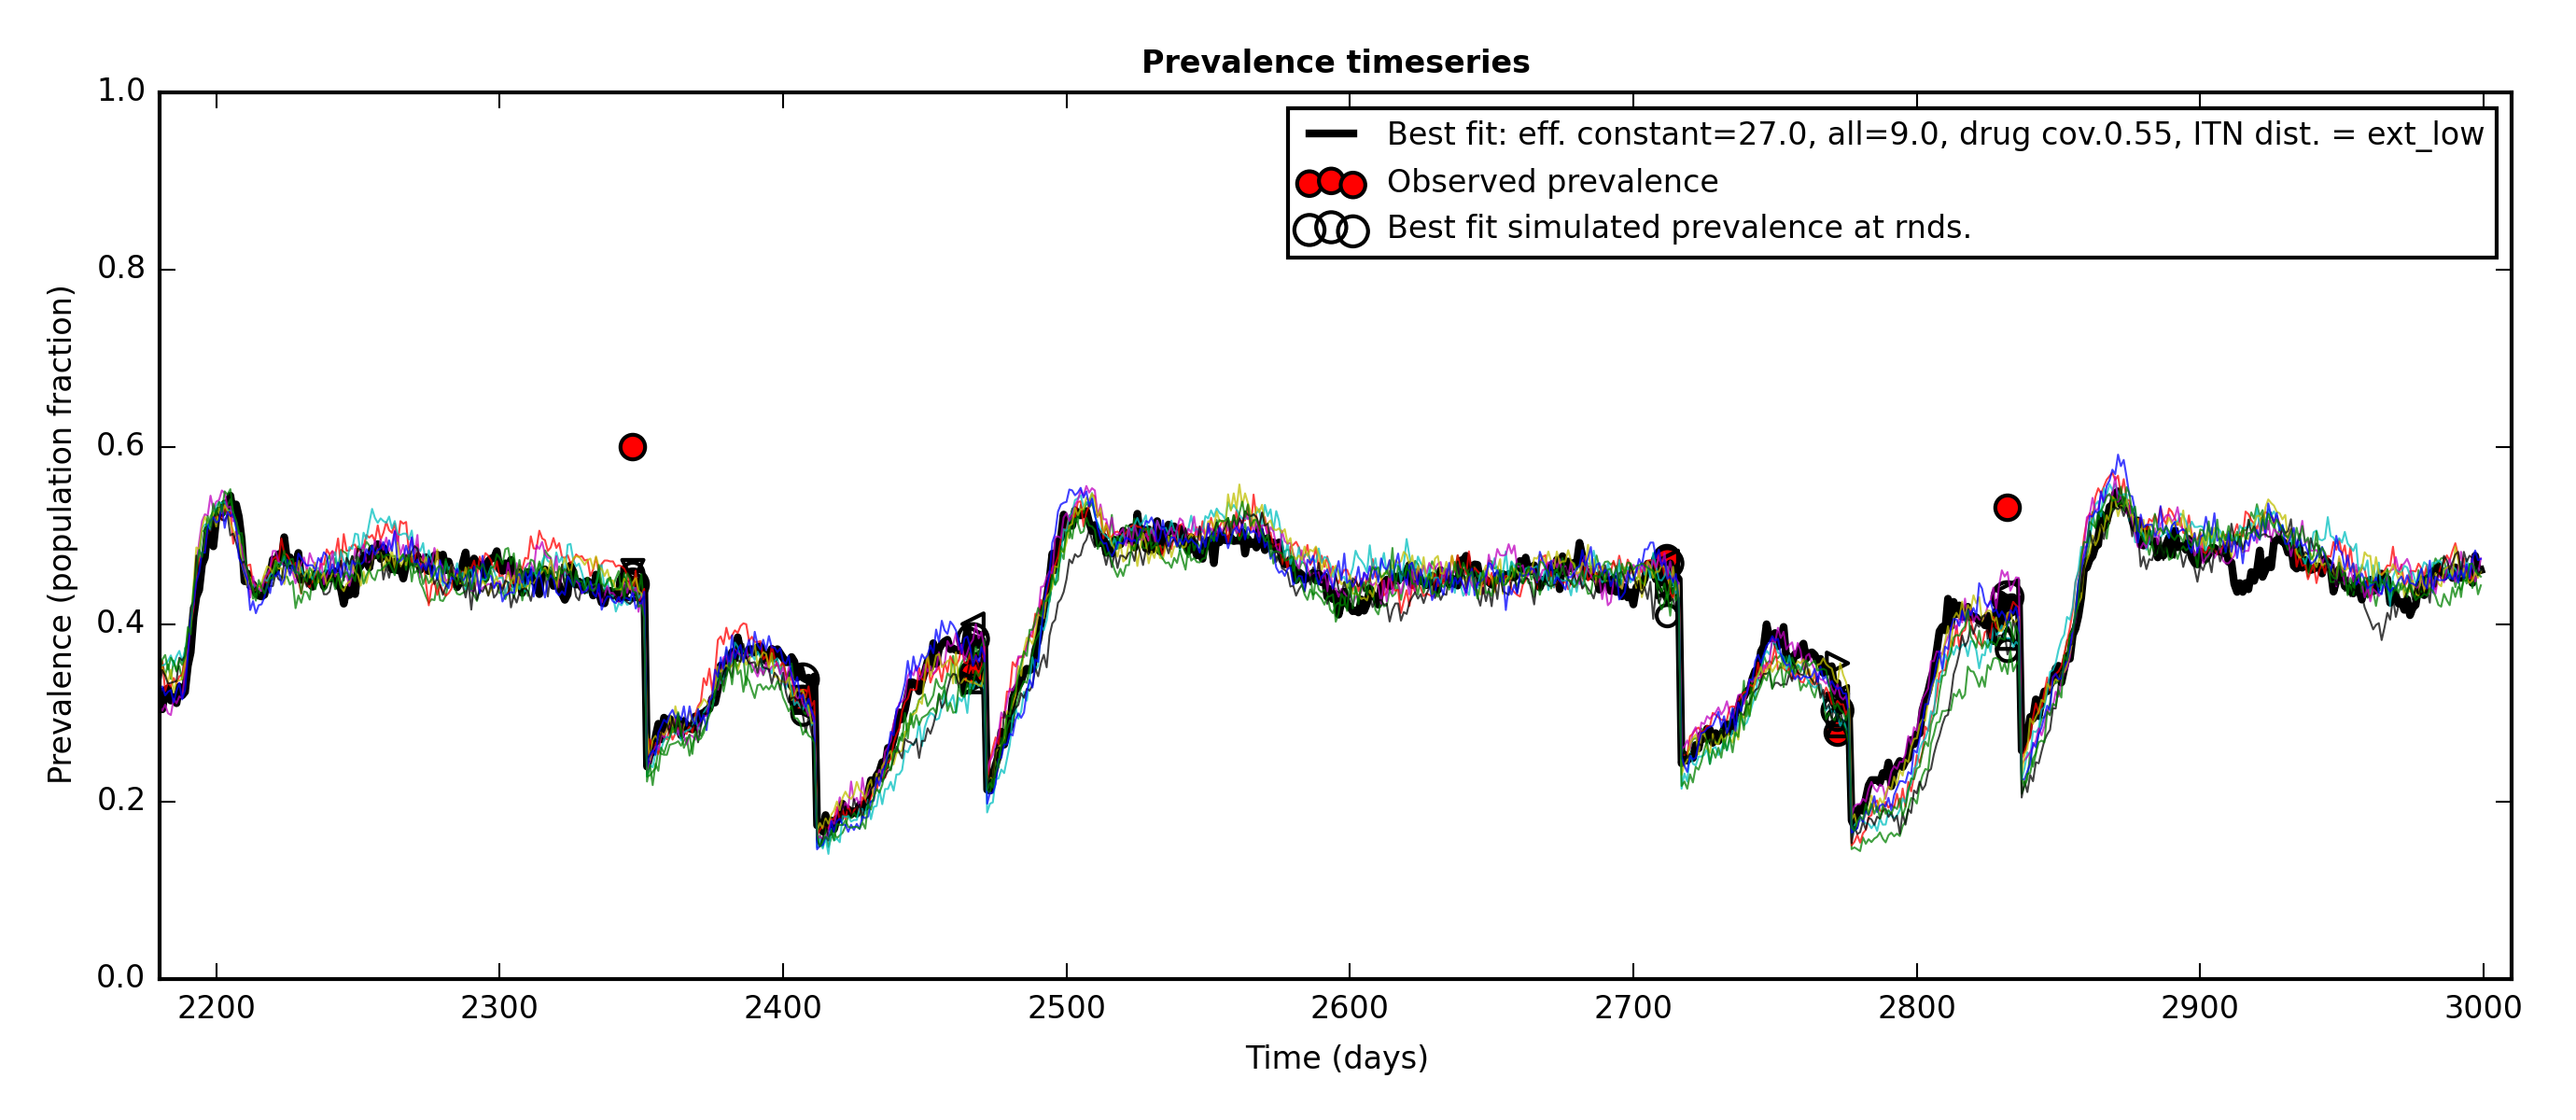 Prevalence timeseries
Best fit: eff. constant=27.0, all=9.0, drug cov.0.55, ITN dist. = ext_low
Observed prevalence
Best fit simulated prevalence at rnds.
Prevalence (population fraction)
1.0
0.8
0.6
0.4
0.2
0.0
2200 2300 2400 2500 2600 2700 2800 2900 3000
Time (days)